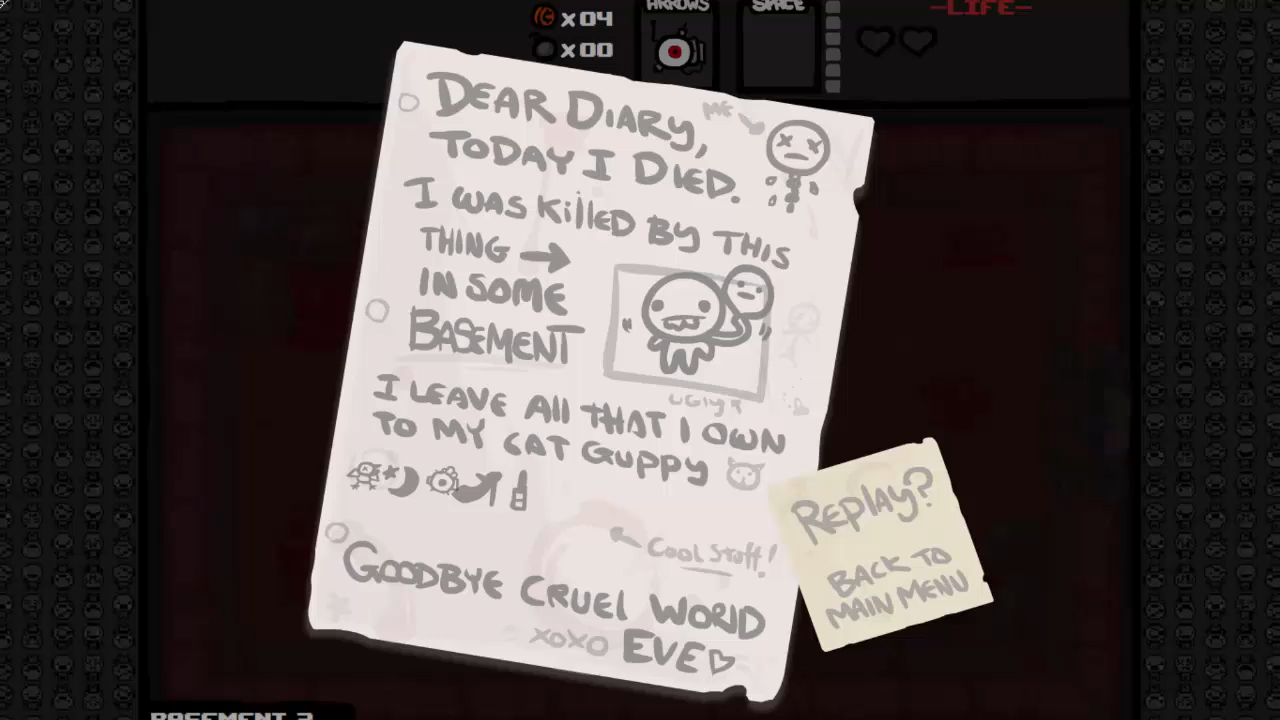 ARROWS
SPACE
-LIFE-
x04
x00
DEAR DIARY,
ME
TODAY I DIED.
I WAS KillED BY THIS
THING
IN SOME
BASEMENT
UGlY
I LEAVE All THAT I OWN
TO MY CAT GUPPY
COOL STUFF!
GOODBYE CRUEL WORLD
XOXO EVE
REPlAY?
BACK TO
MAIN MENU
BASEMENT 2